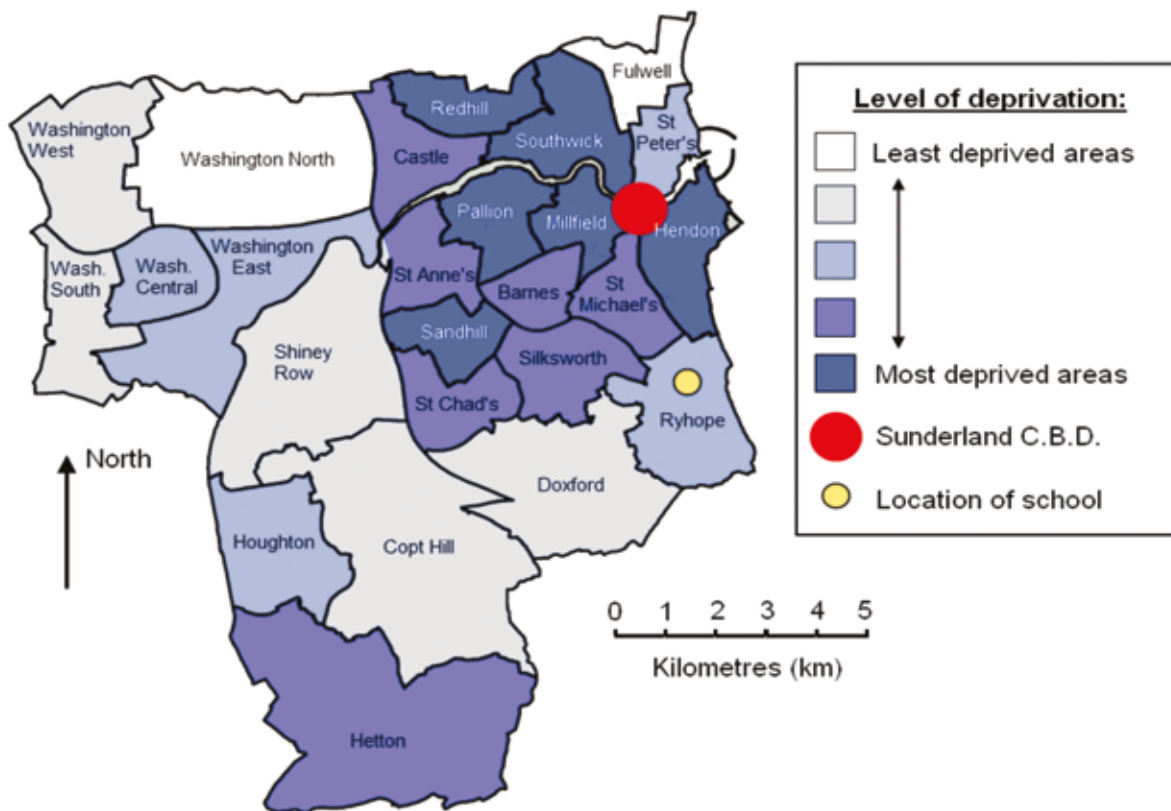 Fulwell
Redhill
Washington
West
St
Peter's
Southwick
Washington North
Castle
Pallion
Millfield
Hendon
Washington
East
Wash.
South
Wash.
Central
St Anne's
Barnes
St
Michael's
Sandhill
Shiney
Row
Silksworth
St Chad's
Ryhope
North
Doxford
Houghton
Copt Hill
Hetton
Level of deprivation:
Least deprived areas
Most deprived areas
Sunderland C.B.D.
Location of school
0 1 2 3 4 5
Kilometres (km)